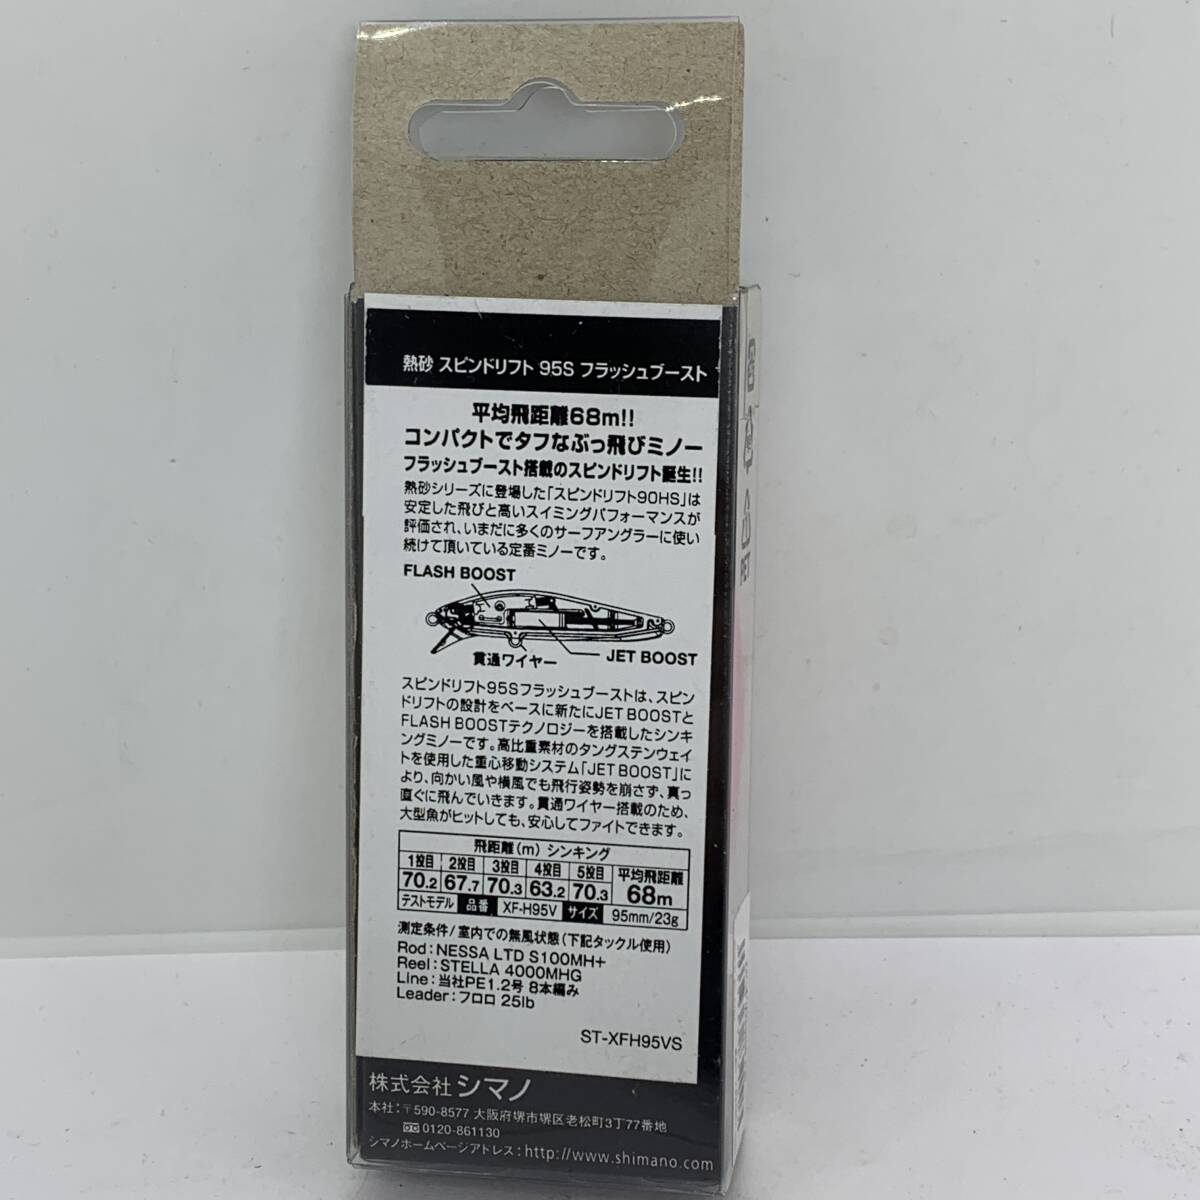 熱砂 スピンドリフト 95S フラッシュブースト
平均飛距離68m!!
コンパクトでタフなぶっ飛びミノー
フラッシュブースト搭載のスピンドリフト誕生!!
熱砂シリーズに登場した「スピンドリフト90HS」は
安定した飛びと高いスイミングパフォーマンスが
評価され、いまだに多くのサーフアングラーに使い
続けて頂いている定番ミノーです。
FLASH BOOST
貫通ワイヤー
JET BOOST
スピンドリフト95Sフラッシュブーストは、スピン
ドリフトの設計をベースに新たにJET BOOSTと
FLASH BOOSTテクノロジーを搭載したシンキ
ングミノーです。高比重素材のタングステンウェイ
トを使用した重心移動システム「JET BOOST」に
より、向かい風や横風でも飛行姿勢を崩さず、真っ
直ぐに飛んでいきます。貫通ワイヤー搭載のため、
大型魚がヒットしても、安心してファイトできます。
飛距離(m) シンキング
1投目 2投目 3投目 4投目 5投目 平均飛距離
70.2 67.7 70.3 63.2 70.3 68m
テストモデル 品番 XF-H95V サイズ 95mm/23g
測定条件/室内での無風状態(下記タックル使用)
Rod:NESSA LTD S100MH+
Reel:STELLA 4000MHG
Line:当社PE1.2号 8本編み
Leader:フロロ 25lb
ST-XFH95VS
株式会社シマノ
本社:〒590-8577 大阪府堺市堺区老松町3丁77番地
0120-861130
シマノホームページアドレス:http://www.shimano.com
PET